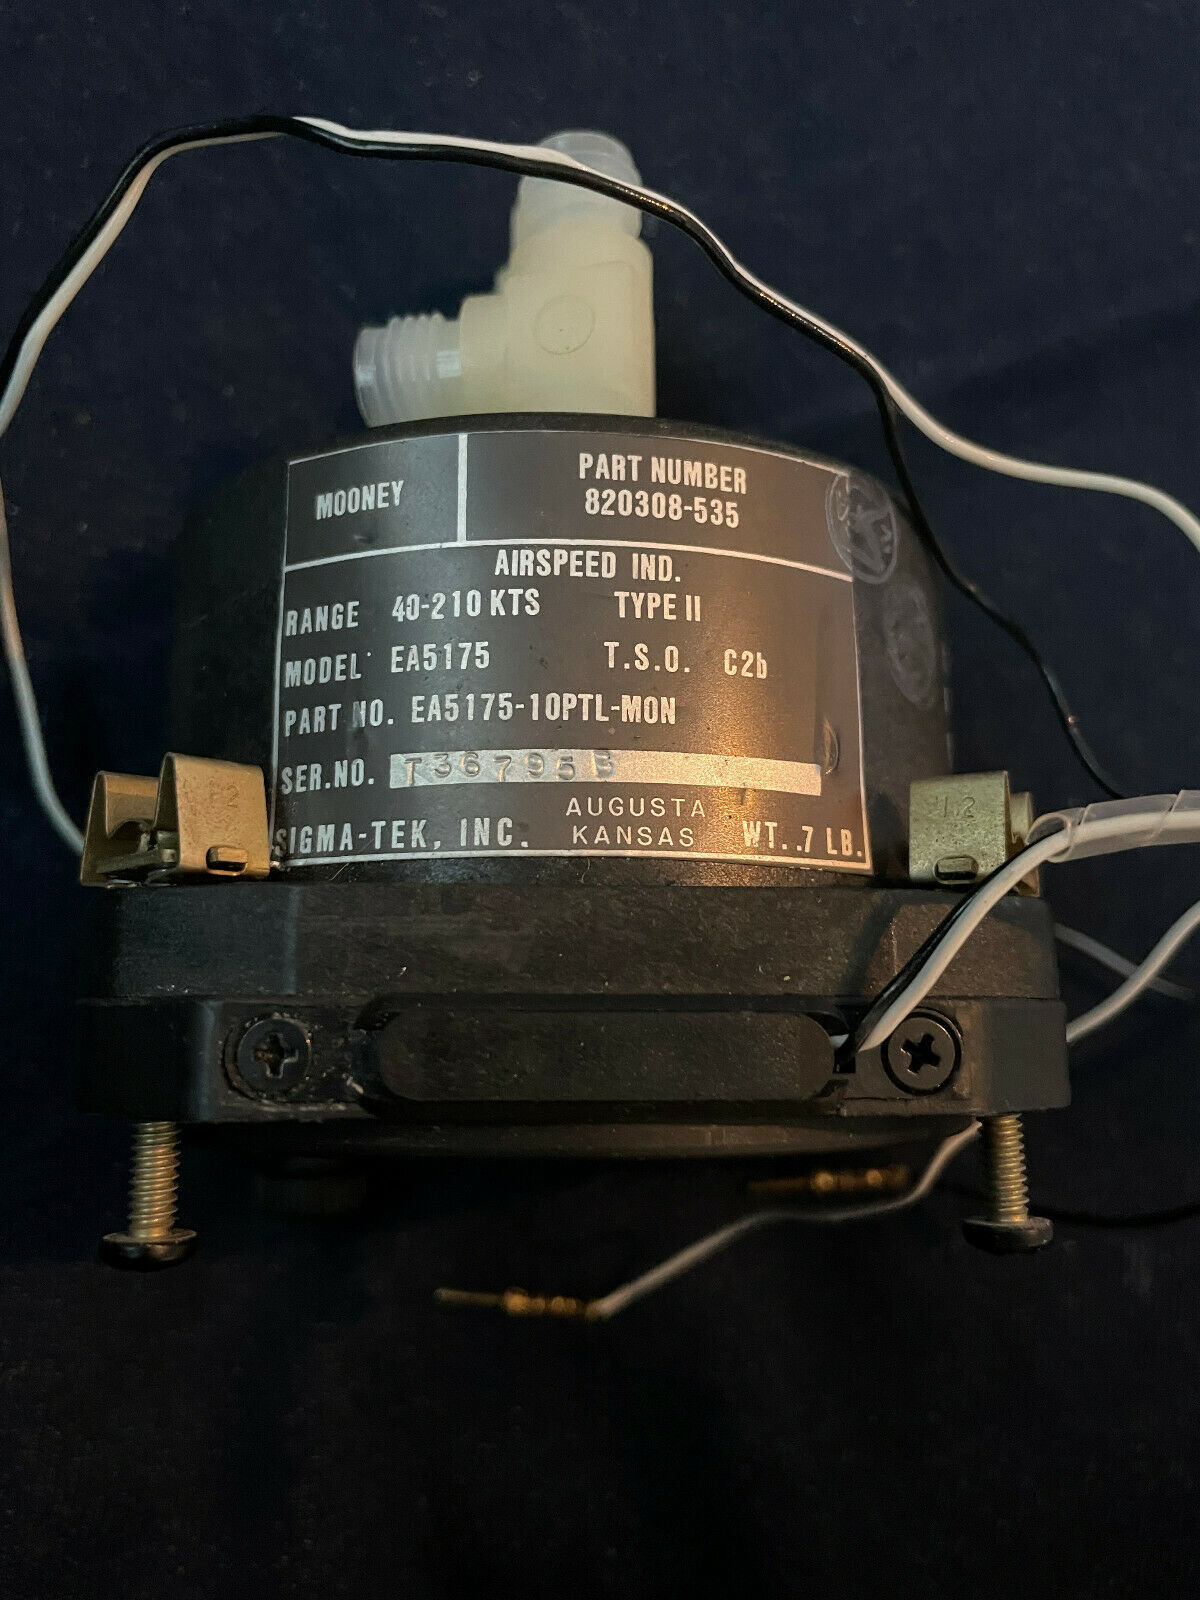 MOONEY
PART NUMBER
820308-535
AIRSPEED IND.
RANGE 40-210 KTS TYPE II
MODEL EA5175 T.S.O. C2b
PART NO. EA5175-10PTL-MON
SER.NO. T36795B
SIGMA-TEK, INC. AUGUSTA KANSAS WT. .7 LB.